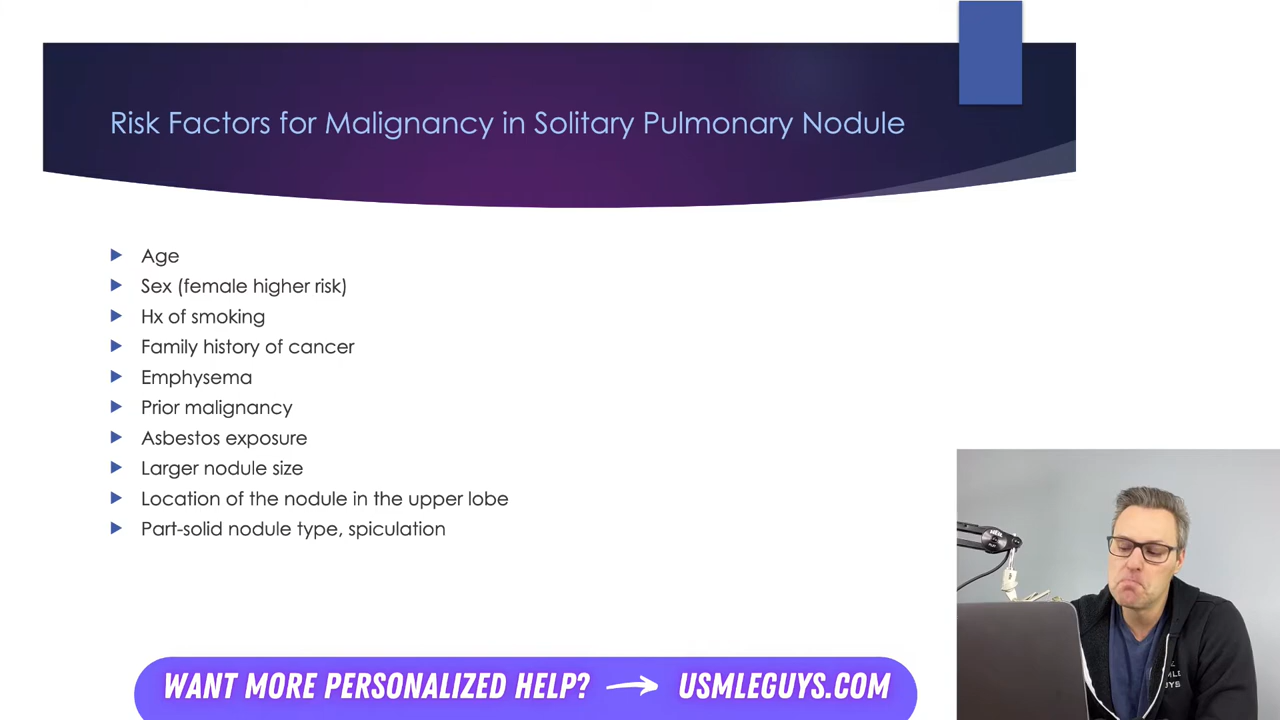 Risk Factors for Malignancy in Solitary Pulmonary Nodule
Age
Sex (female higher risk)
Hx of smoking
Family history of cancer
Emphysema
Prior malignancy
Asbestos exposure
Larger nodule size
Location of the nodule in the upper lobe
Part-solid nodule type, spiculation
WANT MORE PERSONALIZED HELP? → USMLEGUYS.COM